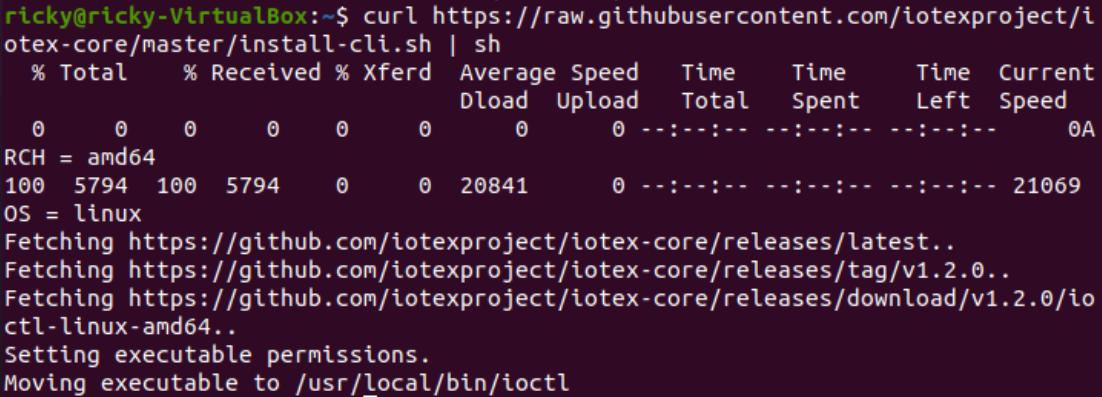 ricky@ricky-VirtualBox:~$ curl https://raw.githubusercontent.com/iotexproject/i
otex-core/master/install-cli.sh | sh
  % Total    % Received % Xferd  Average Speed   Time    Time     Time  Current
                                 Dload  Upload   Total   Spent    Left  Speed
  0     0    0     0    0     0      0      0 --:--:-- --:--:-- --:--:--     0A
RCH = amd64
100  5794  100  5794    0     0  20841      0 --:--:-- --:--:-- --:--:-- 21069
OS = linux
Fetching https://github.com/iotexproject/iotex-core/releases/latest..
Fetching https://github.com/iotexproject/iotex-core/releases/tag/v1.2.0..
Fetching https://github.com/iotexproject/iotex-core/releases/download/v1.2.0/io
ctl-linux-amd64..
Setting executable permissions.
Moving executable to /usr/local/bin/ioctl